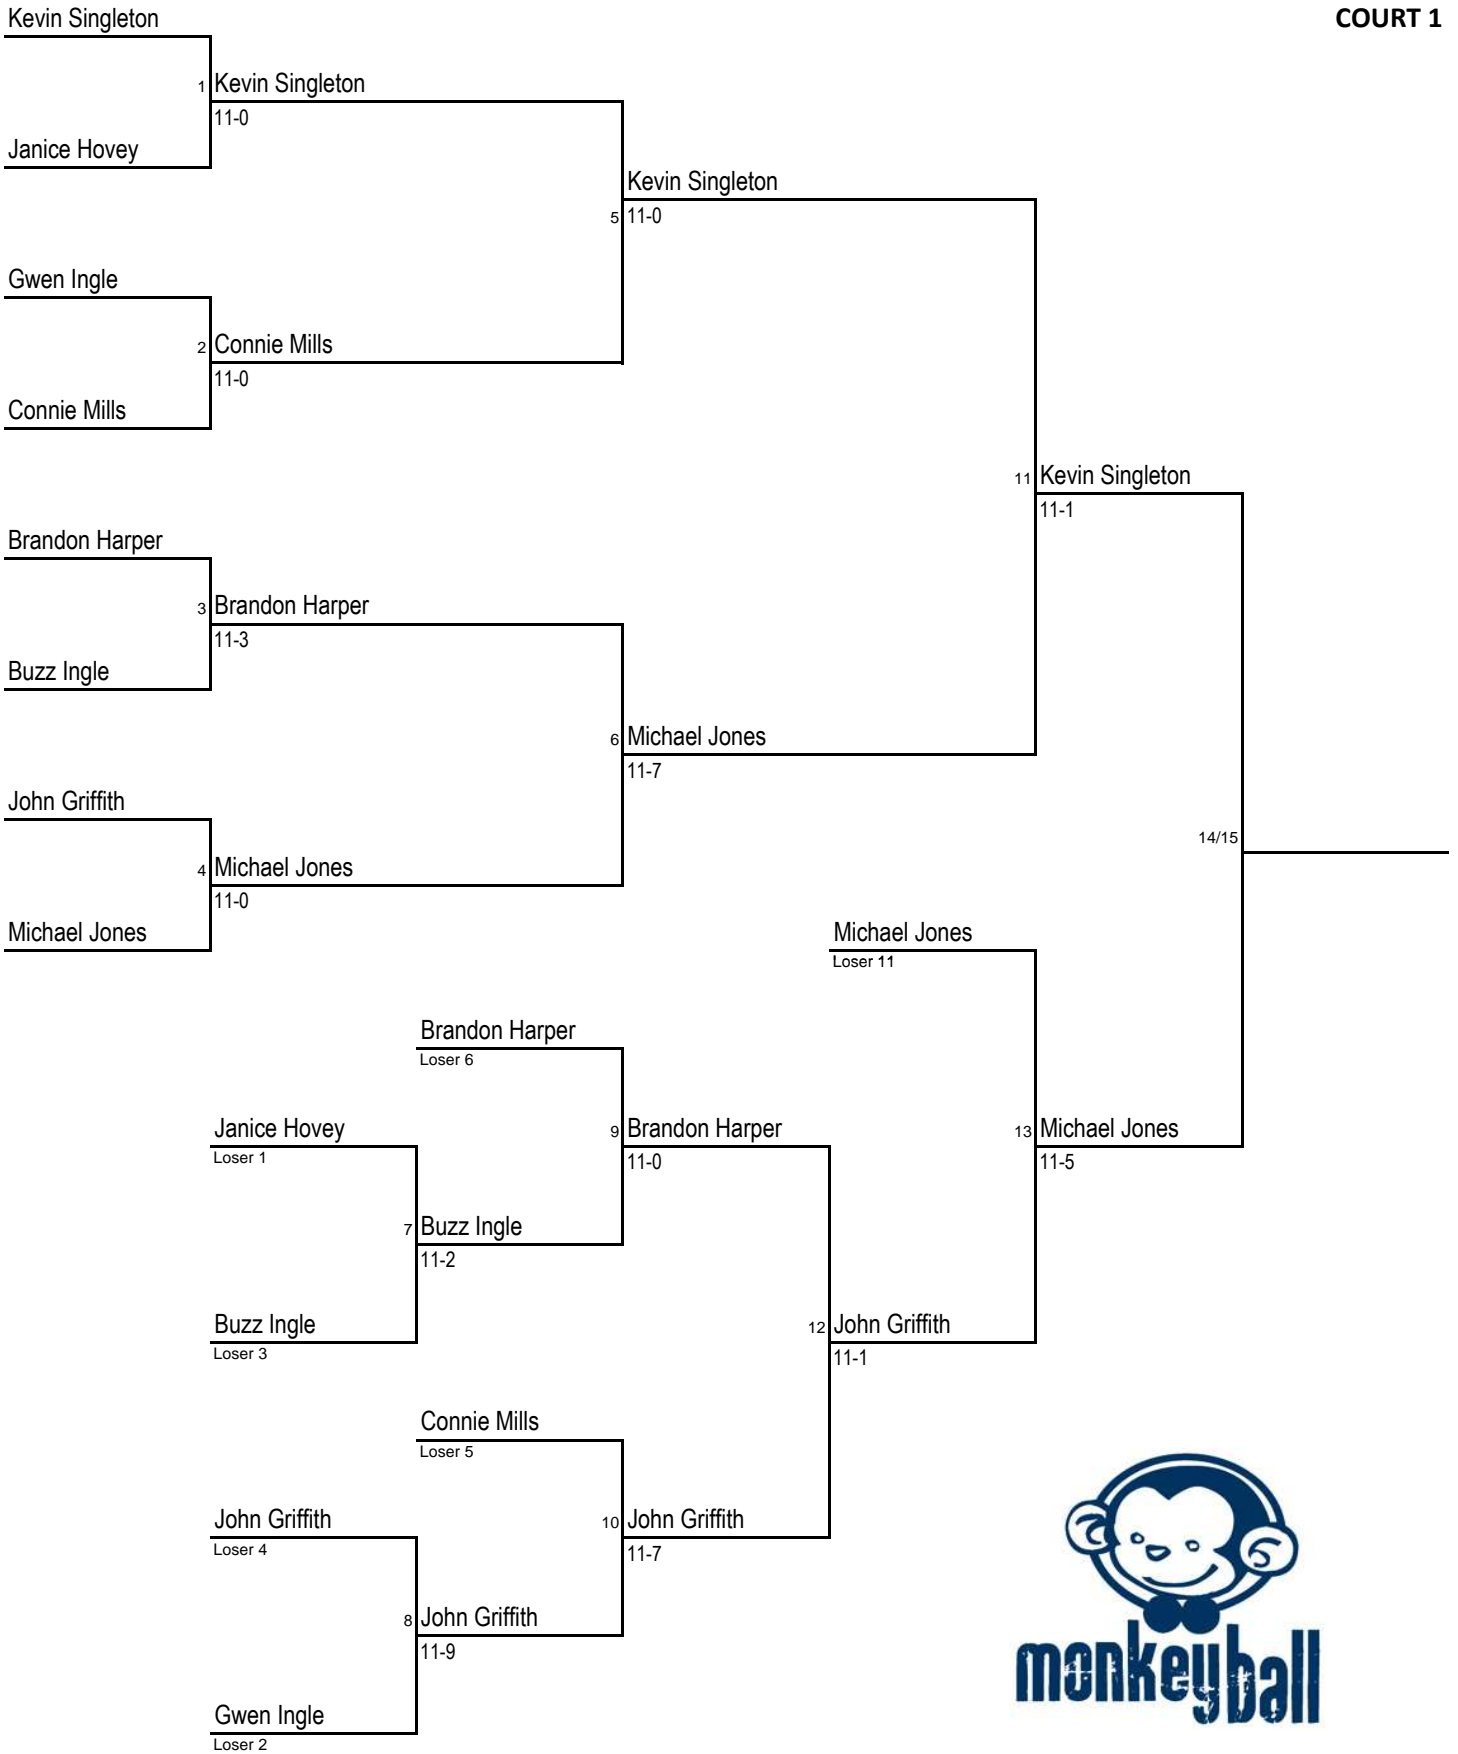 Kevin Singleton
COURT 1
1 Kevin Singleton
11-0
Janice Hovey
Kevin Singleton
5 11-0
Gwen Ingle
2 Connie Mills
11-0
Connie Mills
11 Kevin Singleton
11-1
Brandon Harper
3 Brandon Harper
11-3
Buzz Ingle
6 Michael Jones
11-7
John Griffith
14/15
4 Michael Jones
11-0
Michael Jones
Michael Jones
Loser 11
Brandon Harper
Loser 6
Janice Hovey
Loser 1
9 Brandon Harper
11-0
13 Michael Jones
11-5
7 Buzz Ingle
11-2
Buzz Ingle
Loser 3
12 John Griffith
11-1
Connie Mills
Loser 5
John Griffith
Loser 4
10 John Griffith
11-7
8 John Griffith
11-9
monkeyball
Gwen Ingle
Loser 2